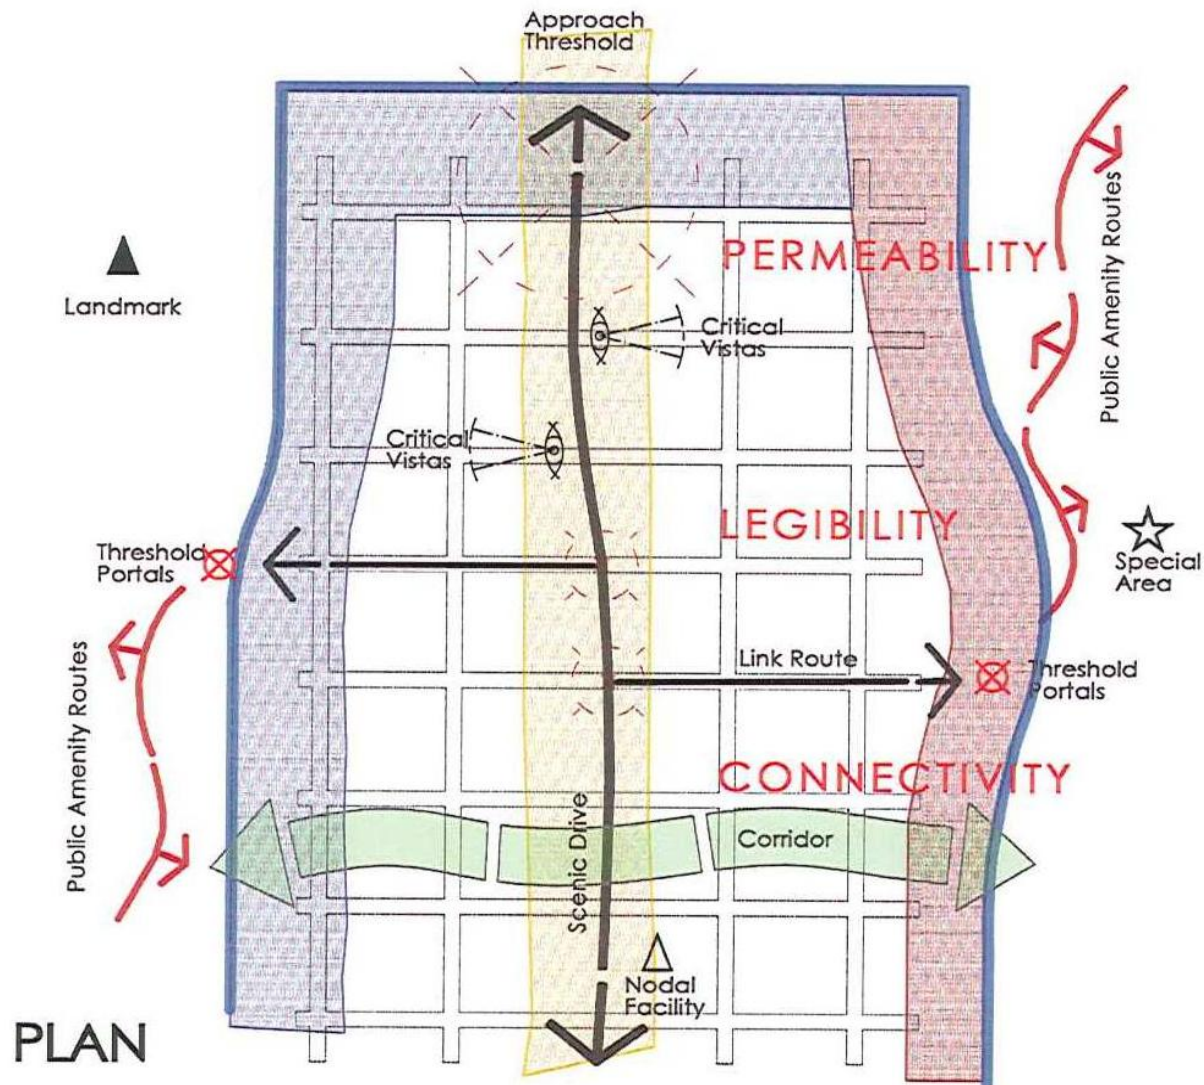 Approach
Threshold
PERMEABILITY
Public Amenity Routes
Landmark
Critical
Vistas
Critical
Vistas
LEGIBILITY
Threshold
Portals
Special
Area
Link Route
Threshold
Portals
Public Amenity Routes
CONNECTIVITY
Corridor
Scenic Drive
Nodal
Facility
PLAN